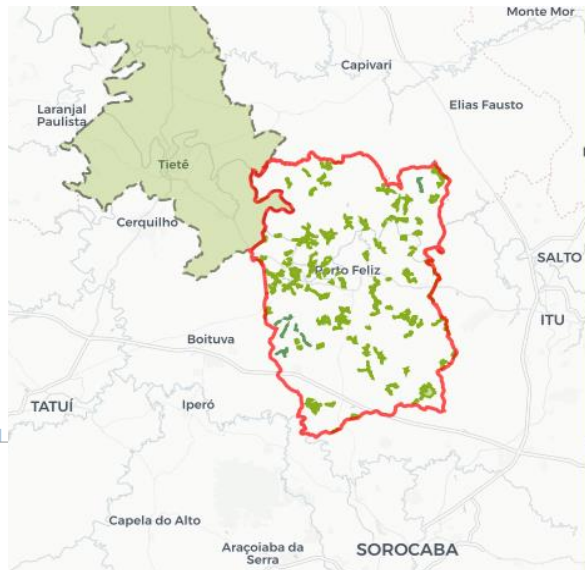 Monte Mor
Capivari
Elias Fausto
Laranjal
Paulista
Tietê
Cerquilho
SALTO
Porto Feliz
ITU
Boituva
TATUÍ
Iperó
L
Capela do Alto
Araçoiaba da
Serra
SOROCABA